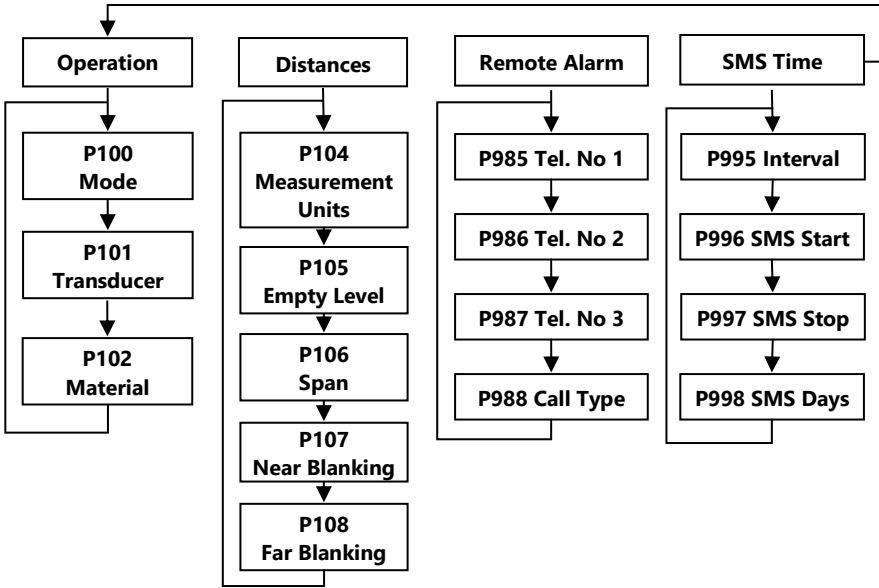 Operation
P100
Mode
P101
Transducer
P102
Material
Distances
P104
Measurement
Units
P105
Empty Level
P106
Span
P107
Near Blanking
P108
Far Blanking
Remote Alarm
P985 Tel. No 1
P986 Tel. No 2
P987 Tel. No 3
P988 Call Type
SMS Time
P995 Interval
P996 SMS Start
P997 SMS Stop
P998 SMS Days